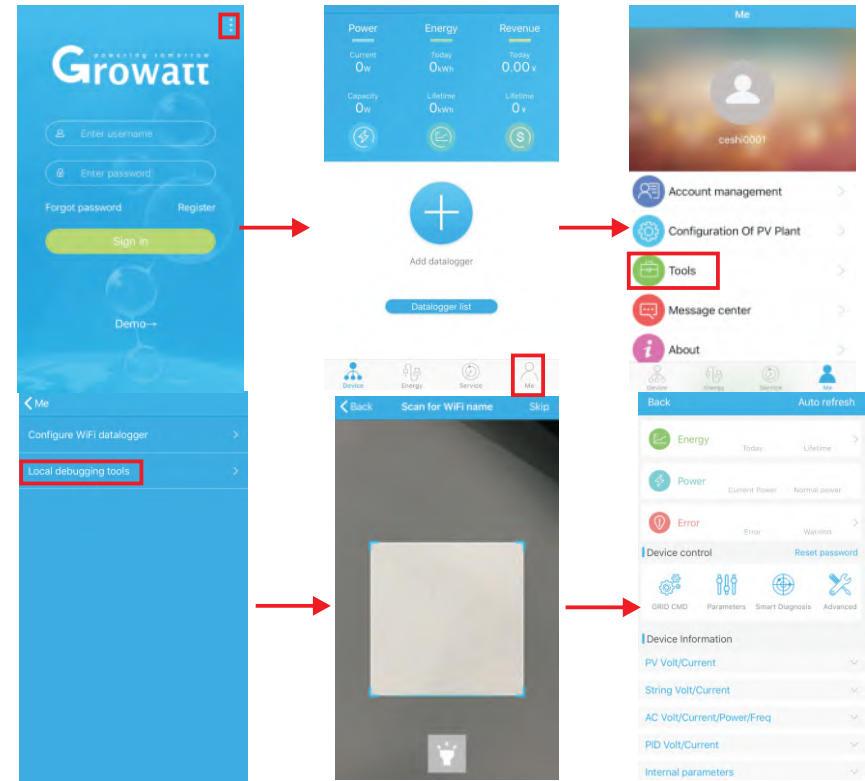 powering tomorrow
Growatt
Enter username
Enter password
Forgot password Register
Sign in
Demo→
Power Energy Revenue
Current Today Today
0w 0kWh 0.00 ¥
Capacity Lifetime Lifetime
0w 0kWh 0 ¥
Add datalogger
Datalogger list
Device Energy Service Me
Me
ceshi0001
Account management
Configuration Of PV Plant
Tools
Message center
About
Device Energy Service Me
Me
Configure WiFi datalogger
Local debugging tools
Back Scan for WiFi name Skip
Back Auto refresh
Energy Today Lifetime
Power Current Power Normal power
Error Error Warning
Device control Reset password
GRID CMD Parameters Smart Diagnosis Advanced
Device Information
PV Volt/Current
String Volt/Current
AC Volt/Current/Power/Freq
PID Volt/Current
Internal parameters